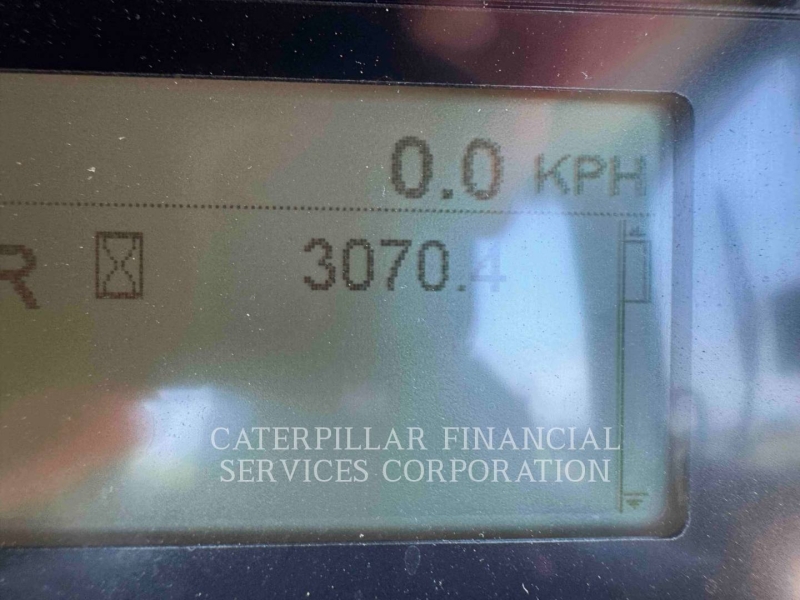 0.0 KPH
R 3070.4
CATERPILLAR FINANCIAL
SERVICES CORPORATION